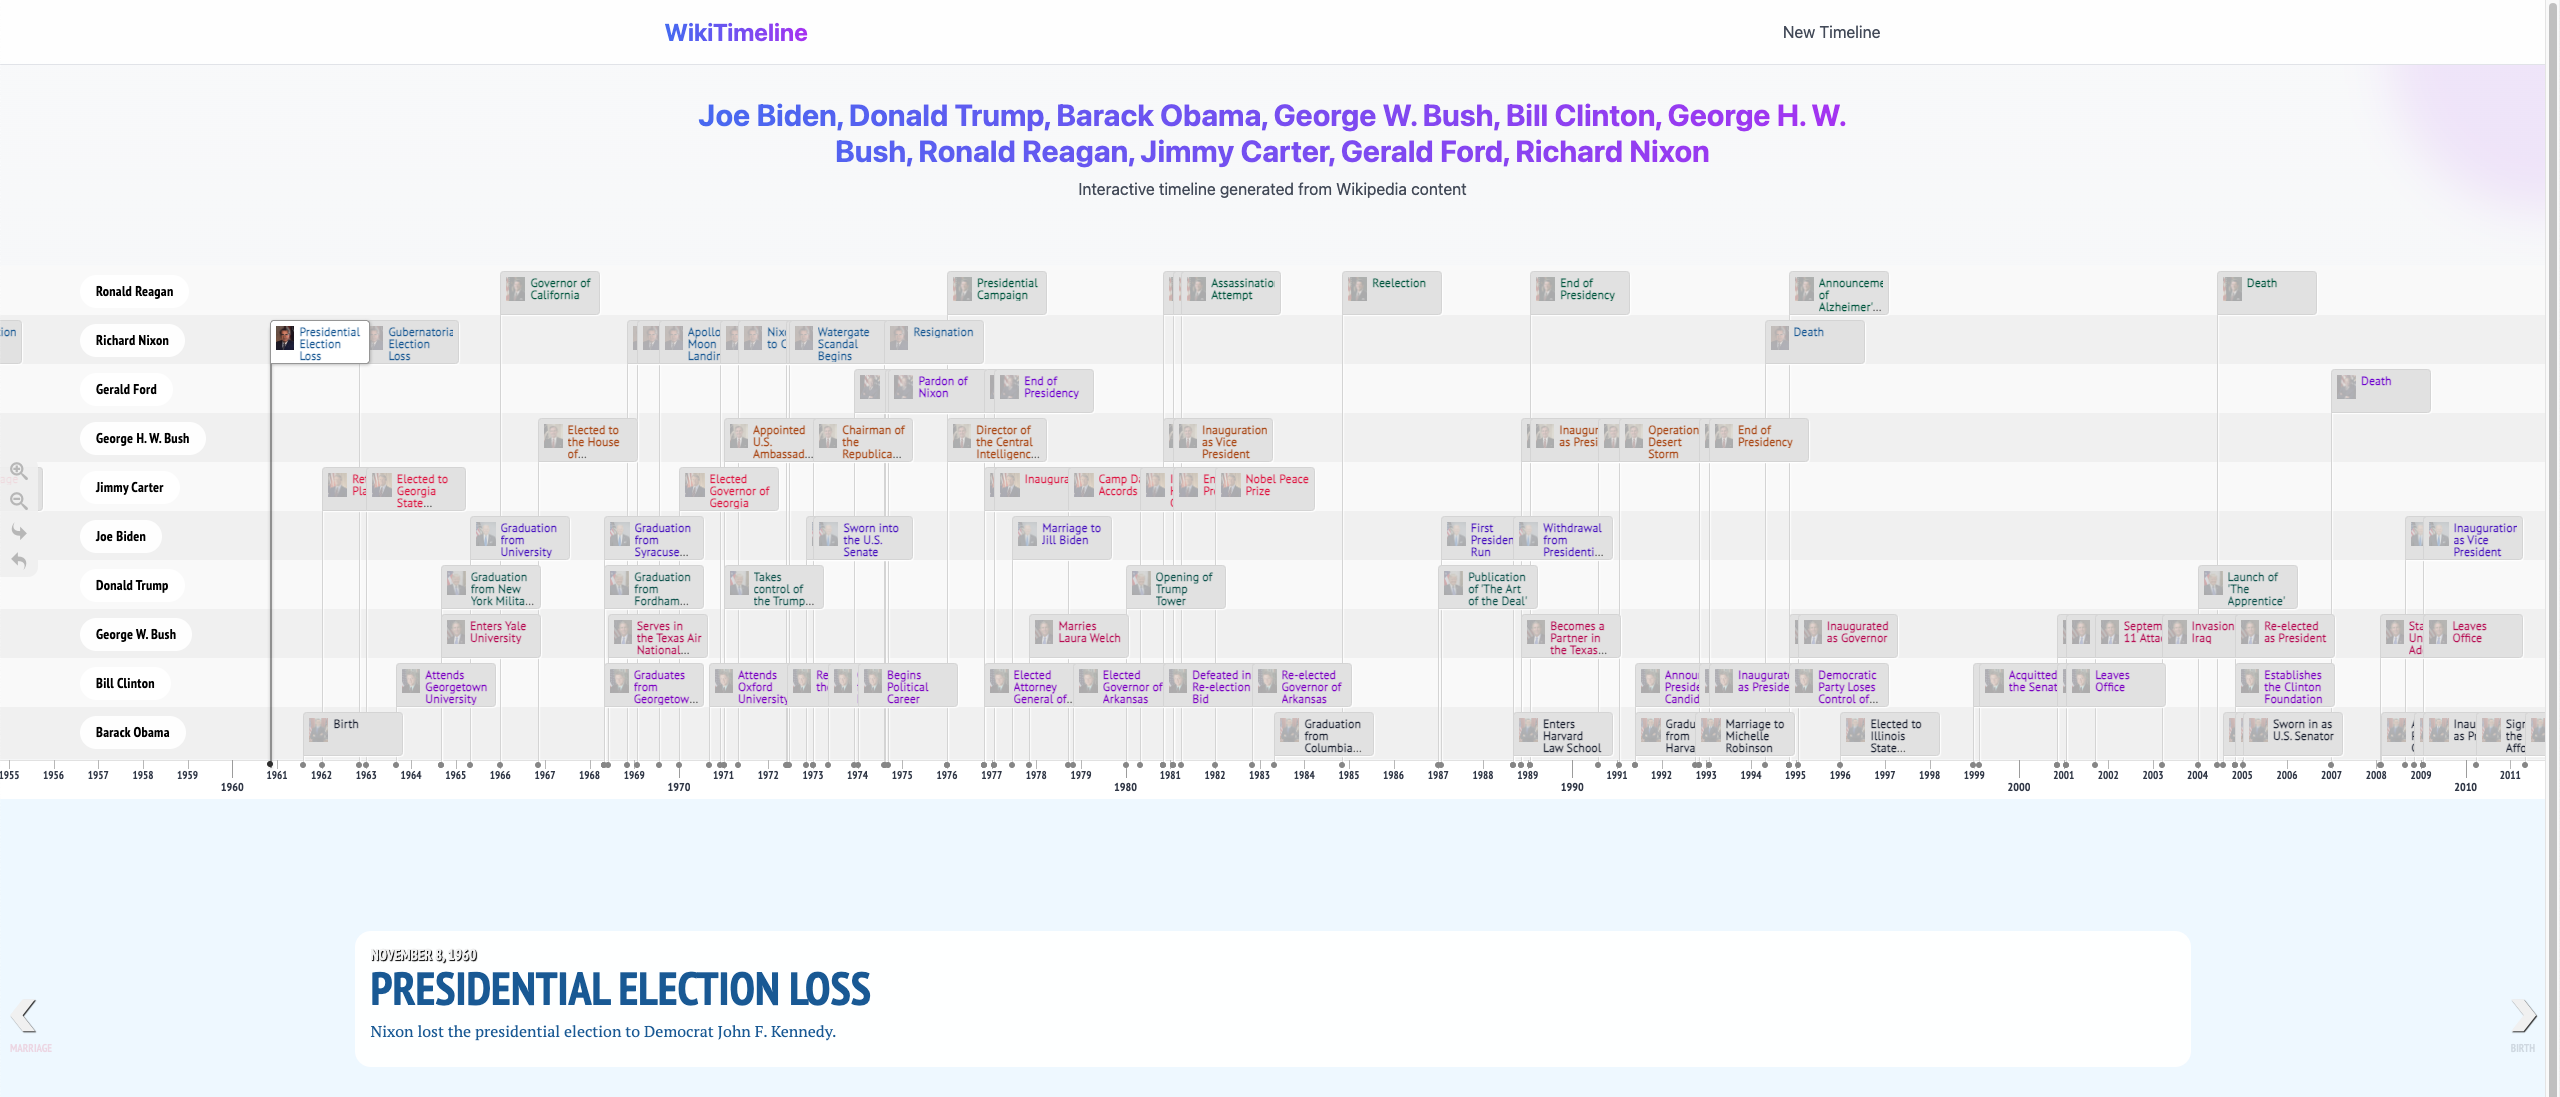 WikiTimeline
New Timeline
Joe Biden, Donald Trump, Barack Obama, George W. Bush, Bill Clinton, George H. W.
Bush, Ronald Reagan, Jimmy Carter, Gerald Ford, Richard Nixon
Interactive timeline generated from Wikipedia content
Ronald Reagan
Governor of
California
Presidential
Campaign
Assassinatio
Attempt
Reelection
End of
Presidency
Announceme
of
Alzheimer'...
Death
ion
Richard Nixon
Presidential
Election
Loss
Gubernatoria
Election
Loss
Apollo
Moon
Landin
Nix
to C
Watergate
Scandal
Begins
Resignation
Death
Gerald Ford
Pardon of
Nixon
End of
Presidency
Death
George H. W. Bush
Elected to
the House
of...
Appointed
U.S.
Ambassad...
Chairman of
the
Republica...
Director of
the Central
Intelligenc...
Inauguration
as Vice
President
Inaugur
as Presi
Operation
Desert
Storm
End of
Presidency
Jimmy Carter
Ret
Pla
Elected to
Georgia
State...
Elected
Governor of
Georgia
Inaugura
Camp Da
Accords
En
Pr
Nobel Peace
Prize
Joe Biden
Graduation
from
University
Graduation
from
Syracuse...
Sworn into
the U.S.
Senate
Marriage to
Jill Biden
First
Presiden
Run
Withdrawal
from
Presidenti...
Inauguration
as Vice
President
Donald Trump
Graduation
from New
York Milita...
Graduation
from
Fordham...
Takes
control of
the Trump...
Opening of
Trump
Tower
Publication
of 'The Art
of the Deal'
Launch of
'The
Apprentice'
George W. Bush
Enters Yale
University
Serves in
the Texas Air
National...
Marries
Laura Welch
Becomes a
Partner in
the Texas...
Inaugurated
as Governor
Septem
11 Atta
Invasion
Iraq
Re-elected
as President
Sta
Un
Ad
Leaves
Office
Bill Clinton
Attends
Georgetown
University
Graduates
from
Georgetow...
Attends
Oxford
University
Re
the
Begins
Political
Career
Elected
Attorney
General of...
Elected
Governor of
Arkansas
Defeated in
Re-election
Bid
Re-elected
Governor of
Arkansas
Annou
Preside
Candid
Inaugurat
as Preside
Democratic
Party Loses
Control of...
Acquitted
the Senat
Leaves
Office
Establishes
the Clinton
Foundation
Barack Obama
Birth
Graduation
from
Columbia...
Enters
Harvard
Law School
Gradu
from
Harva
Marriage to
Michelle
Robinson
Elected to
Illinois
State...
Sworn in as
U.S. Senator
Inau
as Pr
Sign
the
Affo
1955 1956 1957 1958 1959 1961 1962 1963 1964 1965 1966 1967 1968 1969 1971 1972 1973 1974 1975 1976 1977 1978 1979 1981 1982 1983 1984 1985 1986 1987 1988 1989 1991 1992 1993 1994 1995 1996 1997 1998 1999 2001 2002 2003 2004 2005 2006 2007 2008 2009 2011
1960 1970 1980 1990 2000 2010
NOVEMBER 8, 1960
PRESIDENTIAL ELECTION LOSS
Nixon lost the presidential election to Democrat John F. Kennedy.
MARRIAGE
BIRTH